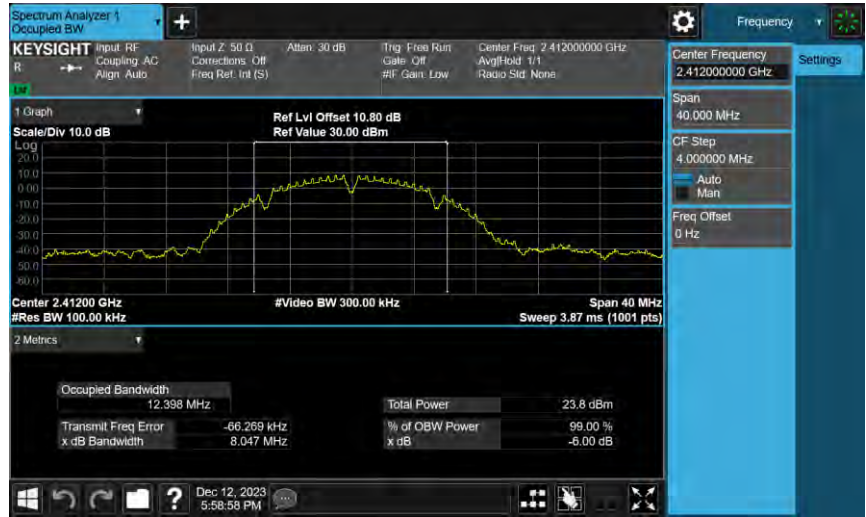 Spectrum Analyzer 1
Occupied BW
KEYSIGHT
R
Input: RF
Coupling: AC
Align: Auto
Input Z: 50 Ω
Corrections: Off
Freq Ref: Int (S)
Atten: 30 dB
Trig: Free Run
Gate: Off
#IF Gain: Low
Center Freq: 2.412000000 GHz
Avg|Hold: 1/1
Radio Std: None
1 Graph
Scale/Div 10.0 dB
Ref Lvl Offset 10.80 dB
Ref Value 30.00 dBm
Log
20.0
10.0
0.00
-10.0
-20.0
-30.0
-40.0
-50.0
-60.0
Center 2.41200 GHz
#Video BW 300.00 kHz
Span 40 MHz
#Res BW 100.00 kHz
Sweep 3.87 ms (1001 pts)
2 Metrics
Occupied Bandwidth
12.398 MHz
Total Power
23.8 dBm
Transmit Freq Error
-66.269 kHz
% of OBW Power
99.00 %
x dB Bandwidth
8.047 MHz
x dB
-6.00 dB
Dec 12, 2023
5:58:58 PM
Frequency
Center Frequency
2.412000000 GHz
Settings
Span
40.000 MHz
CF Step
4.000000 MHz
Auto
Man
Freq Offset
0 Hz